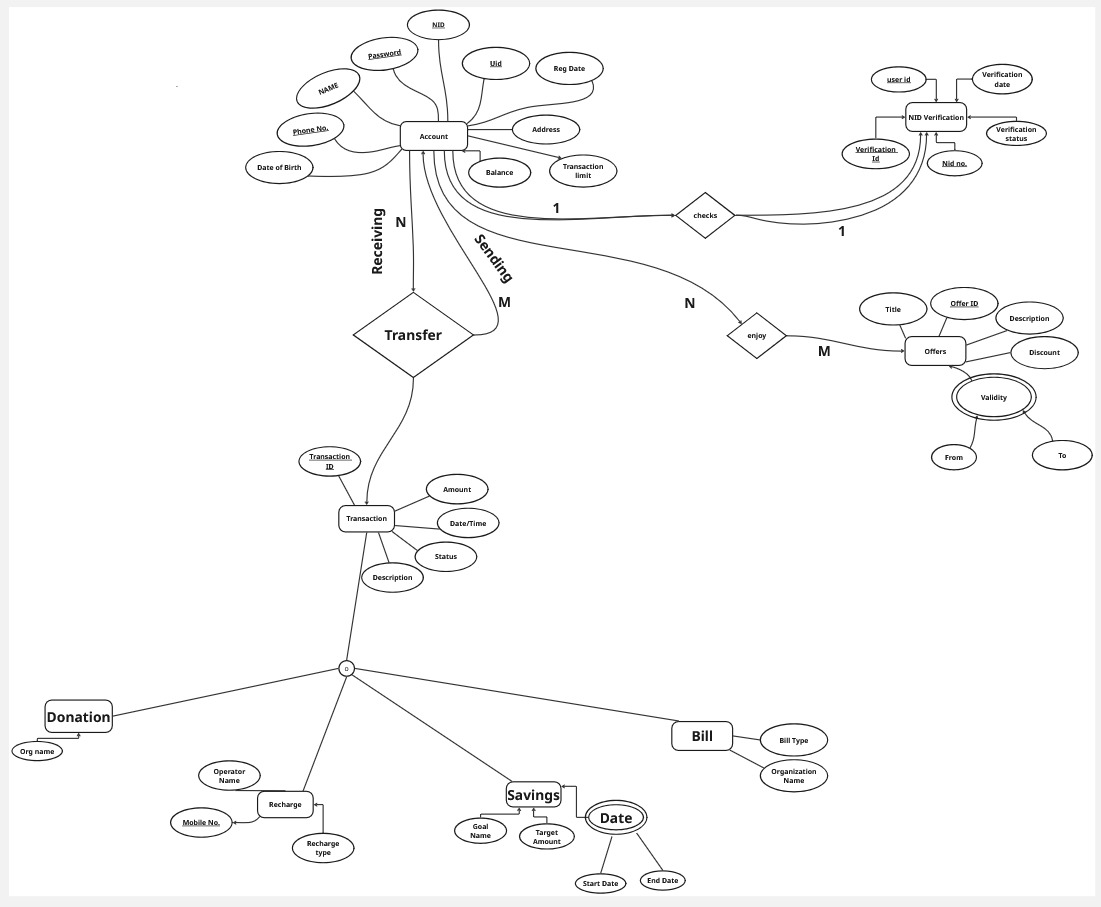 NID
Password
Uid
Reg Date
NAME
Phone No.
Account
Address
Date of Birth
Balance
Transaction
limit
user id
Verification
date
NID Verification
Verification
status
Verification
Id
Nid no.
1
checks
1
Receiving
N
Sending
M
Transfer
N
enjoy
M
Title
Offer ID
Description
Offers
Discount
Validity
From
To
Transaction
ID
Amount
Transaction
Date/Time
Status
Description
D
Donation
Org name
Operator
Name
Recharge
Mobile No.
Recharge
type
Savings
Goal
Name
Target
Amount
Date
Start Date
End Date
Bill
Bill Type
Organization
Name